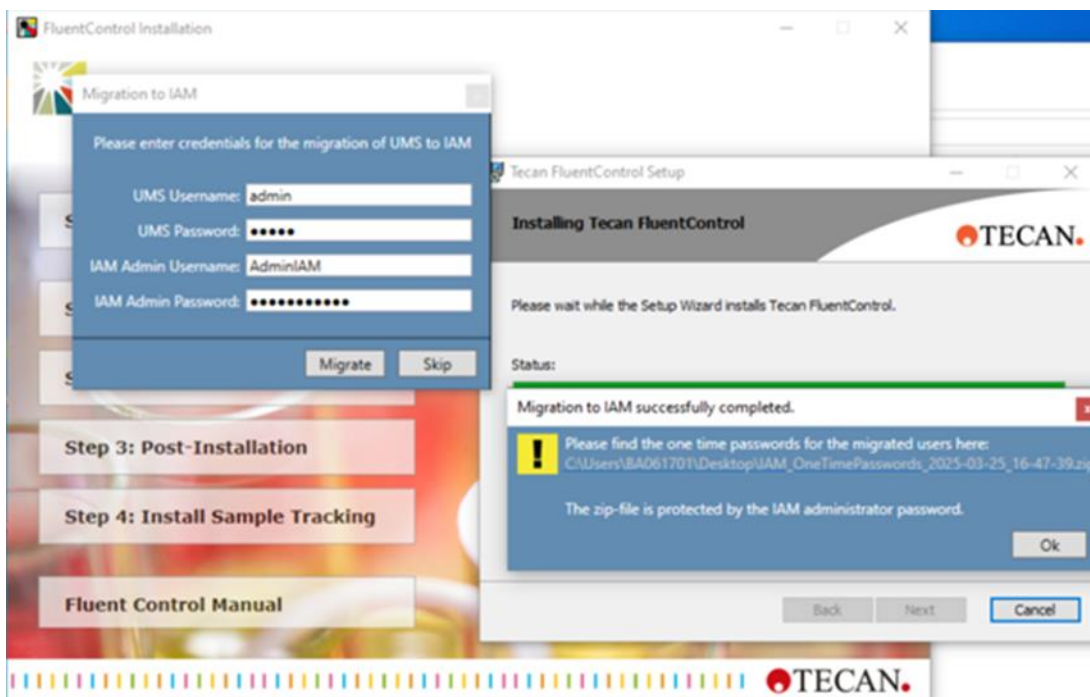 FluentControl Installation
Migration to IAM
Please enter credentials for the migration of UMS to IAM
UMS Username: admin
UMS Password: •••••
IAM Admin Username: AdminIAM
IAM Admin Password: •••••••••••
Migrate Skip
S
S
S
Step 3: Post-Installation
Step 4: Install Sample Tracking
Fluent Control Manual
TECAN.
Tecan FluentControl Setup
Installing Tecan FluentControl
TECAN.
Please wait while the Setup Wizard installs Tecan FluentControl.
Status:
Migration to IAM successfully completed.
Please find the one time passwords for the migrated users here:
C:\Users\BA061701\Desktop\IAM_OneTimePasswords_2025-03-25_16-47-39.zip
The zip-file is protected by the IAM administrator password.
Ok
Back Next Cancel